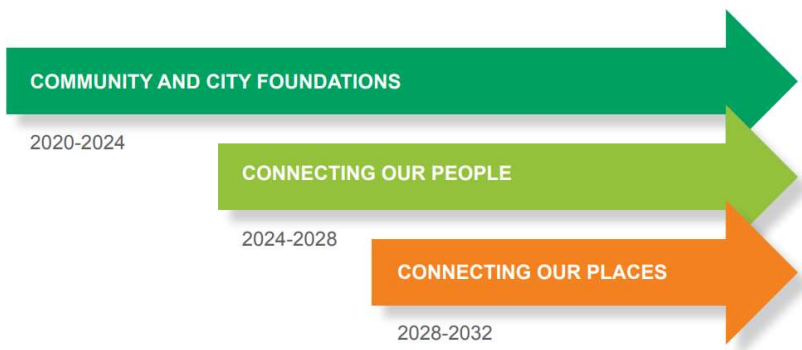 COMMUNITY AND CITY FOUNDATIONS
2020-2024
CONNECTING OUR PEOPLE
2024-2028
CONNECTING OUR PLACES
2028-2032